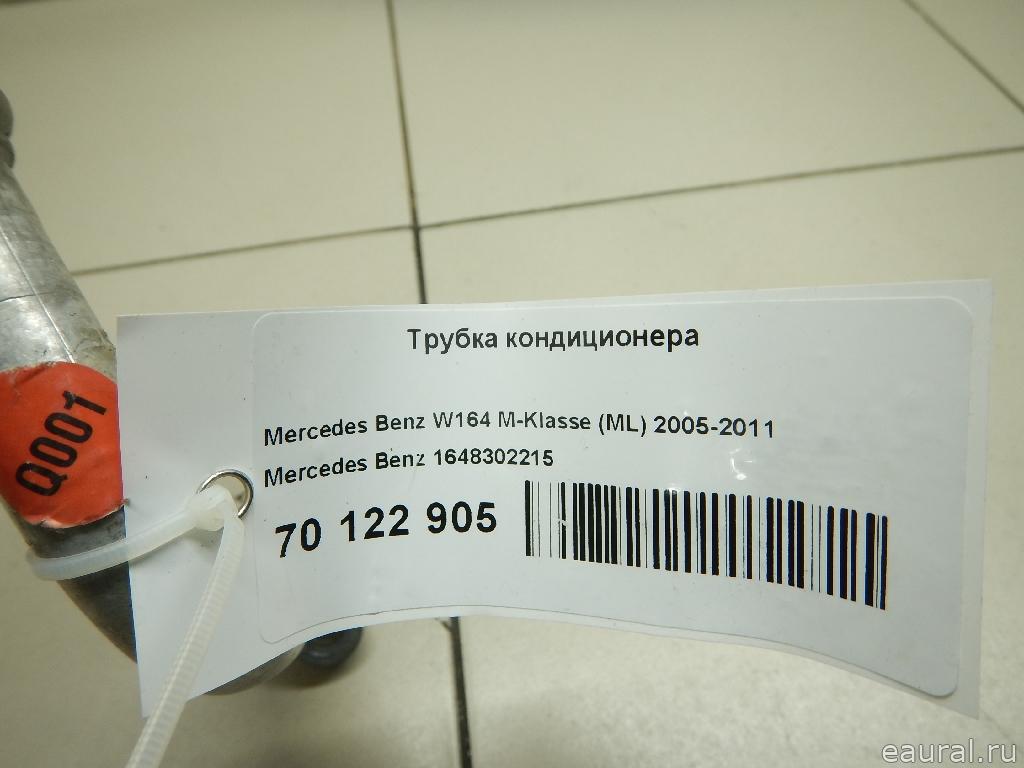 Трубка кондиционера
Mercedes Benz W164 M-Klasse (ML) 2005-2011
Mercedes Benz 1648302215
70 122 905
Q001
eaural.ru